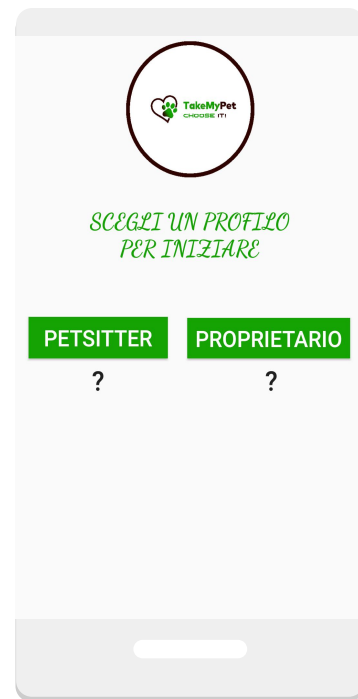 TakeMyPet
CHOOSE IT!
SCEGLI UN PROFILO
PER INIZIARE
PETSITTER
PROPRIETARIO
?
?